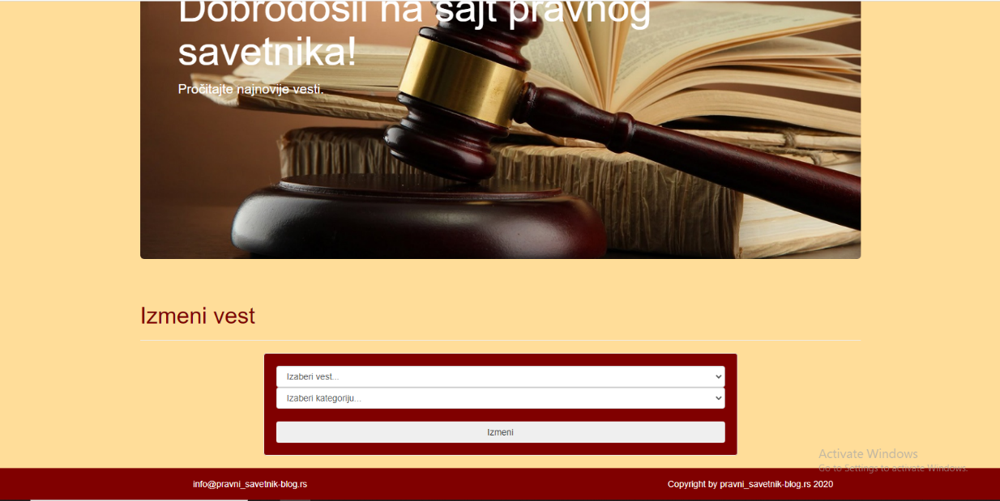 Dobrodošli na sajt pravnog
savetnika!
Pročitajte najnovije vesti.
Izmeni vest
Izaberi vest...
Izaberi kategoriju...
Izmeni
Activate Windows
Go to Settings to activate Windows.
info@pravni_savetnik-blog.rs
Copyright by pravni_savetnik-blog.rs 2020